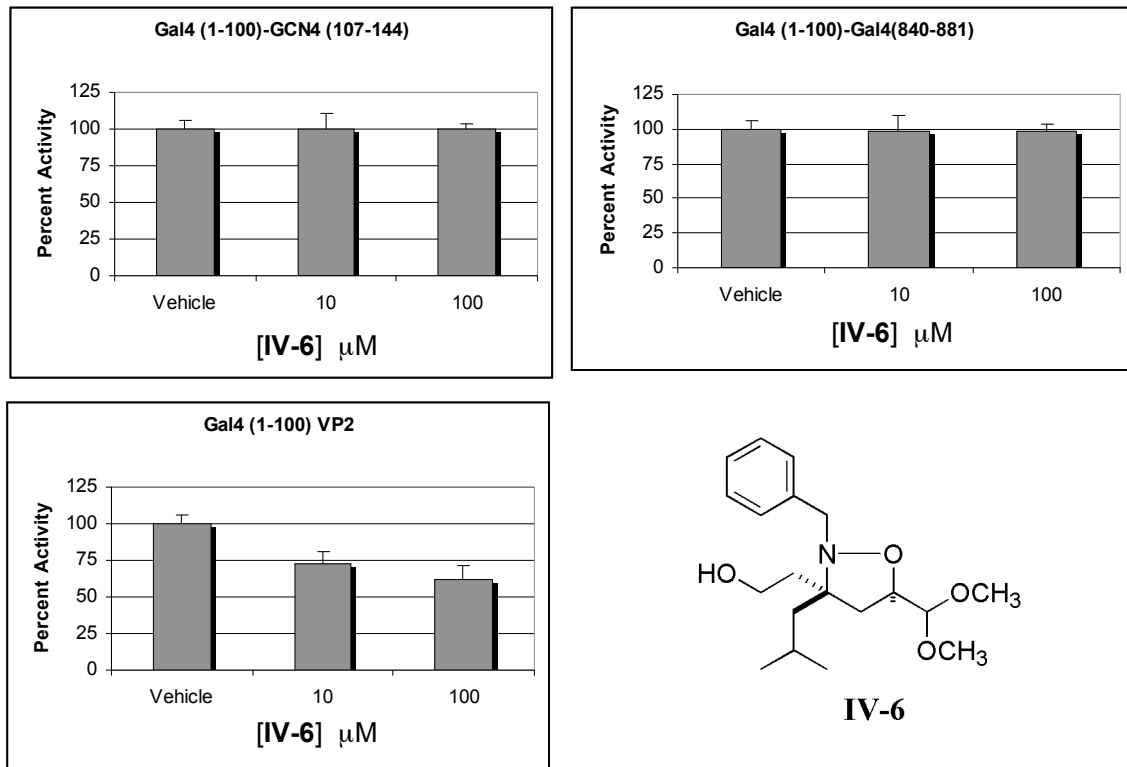 Gal4 (1-100)-GCN4 (107-144)
Percent Activity
125
100
75
50
25
0
Vehicle
10
100
[IV-6] μM
Gal4 (1-100)-Gal4(840-881)
Percent Activity
125
100
75
50
25
0
Vehicle
10
100
[IV-6] μM
Gal4 (1-100) VP2
Percent Activity
125
100
75
50
25
0
Vehicle
10
100
[IV-6] μM
N
O
HO
OCH3
OCH3
IV-6